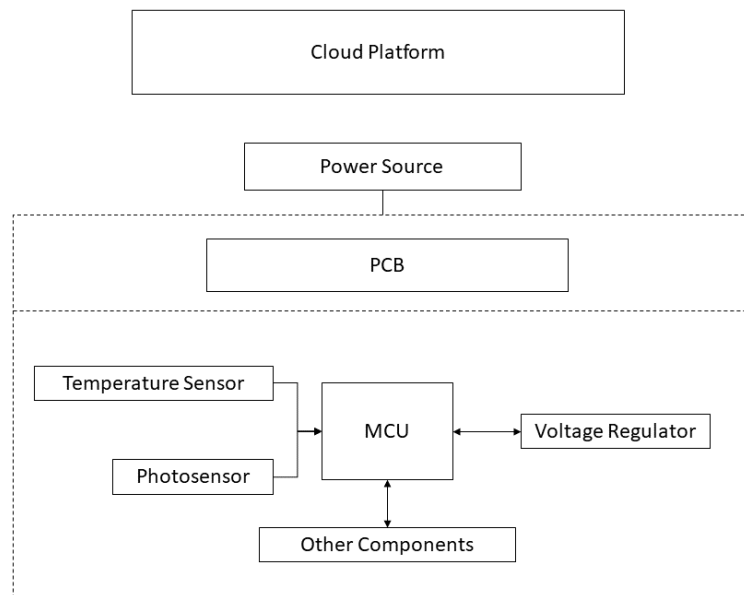 Cloud Platform
Power Source
PCB
Temperature Sensor
MCU
Voltage Regulator
Photosensor
Other Components